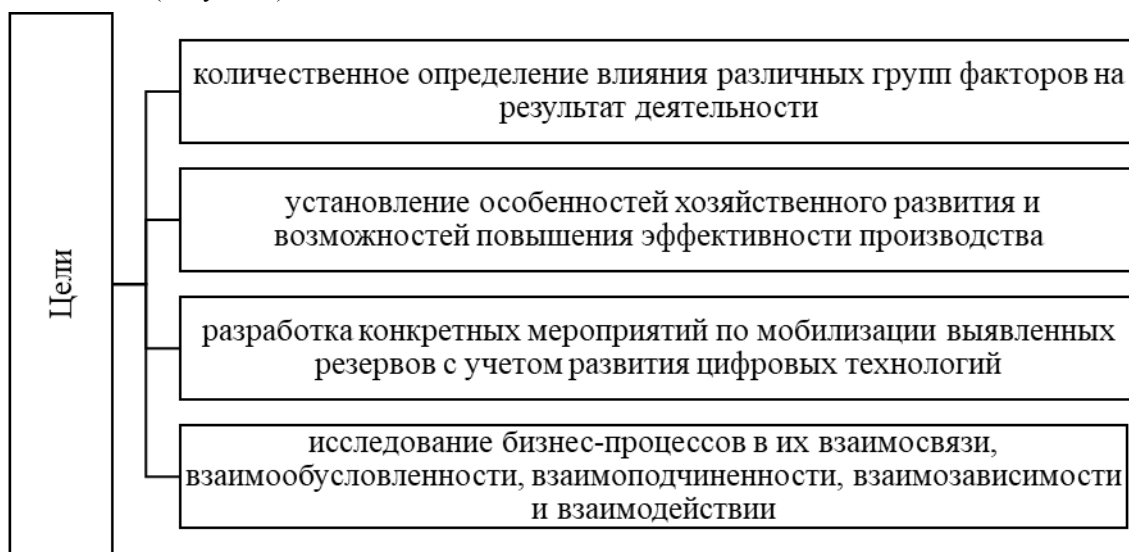 Цели
количественное определение влияния различных групп факторов на
результат деятельности
установление особенностей хозяйственного развития и
возможностей повышения эффективности производства
разработка конкретных мероприятий по мобилизации выявленных
резервов с учетом развития цифровых технологий
исследование бизнес-процессов в их взаимосвязи,
взаимообусловленности, взаимоподчиненности, взаимозависимости
и взаимодействии